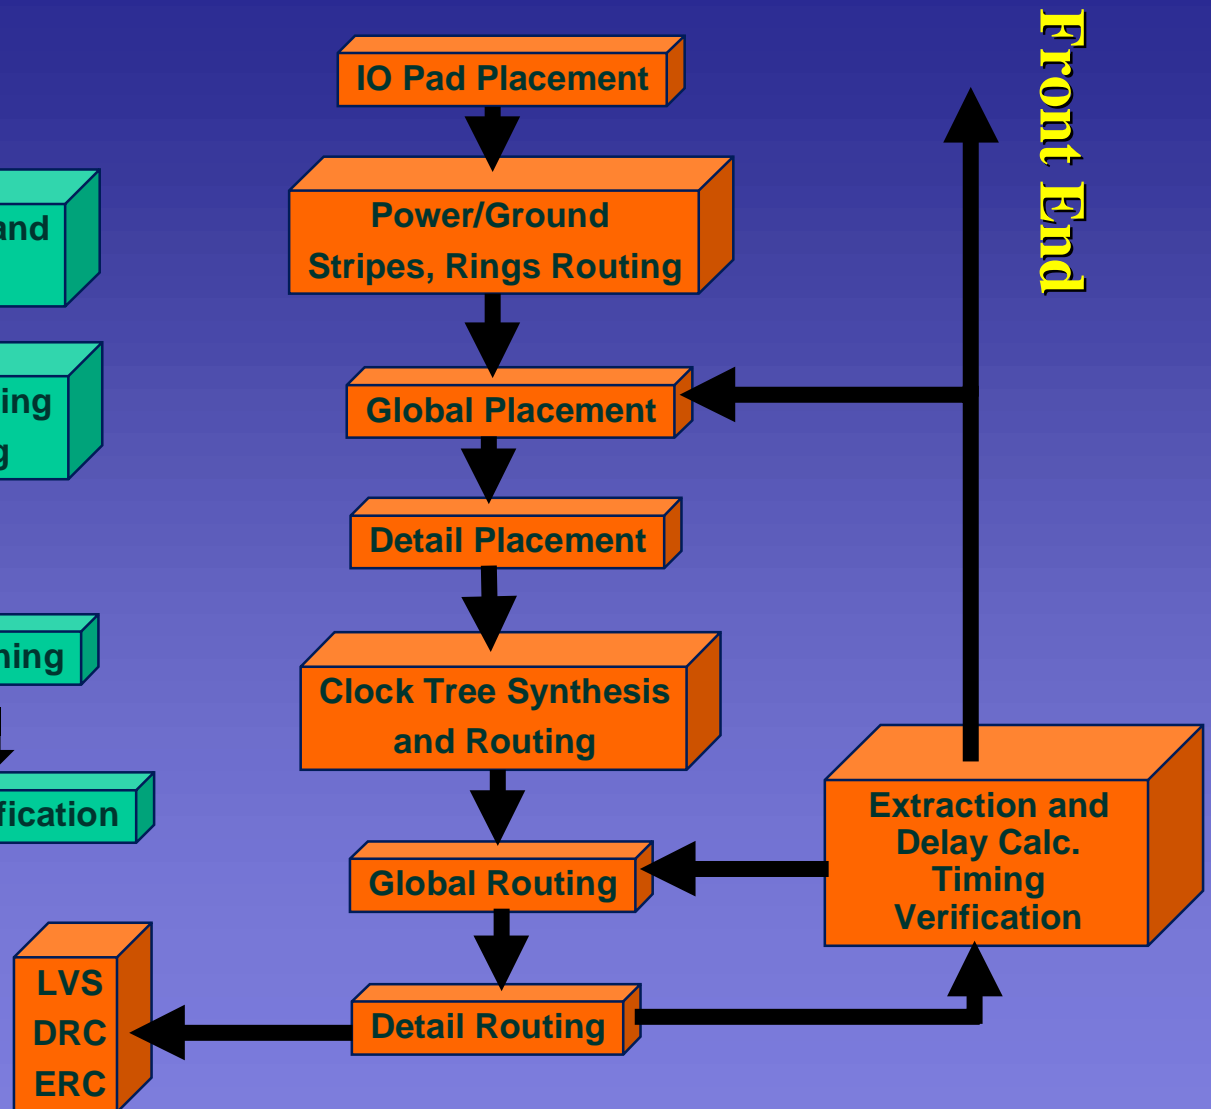 Front End
IO Pad Placement
Power/Ground
Stripes, Rings Routing
Global Placement
Detail Placement
Clock Tree Synthesis
and Routing
Global Routing
Detail Routing
Extraction and
Delay Calc.
Timing
Verification
LVS
DRC
ERC
and